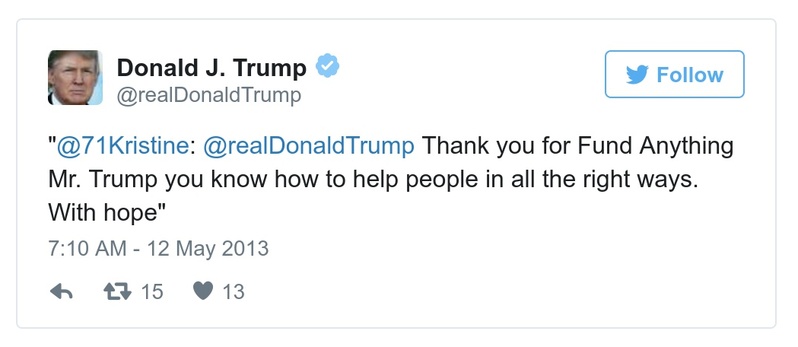 Donald J. Trump
@realDonaldTrump
Follow
"@71Kristine: @realDonaldTrump Thank you for Fund Anything
Mr. Trump you know how to help people in all the right ways.
With hope"
7:10 AM - 12 May 2013
15 13